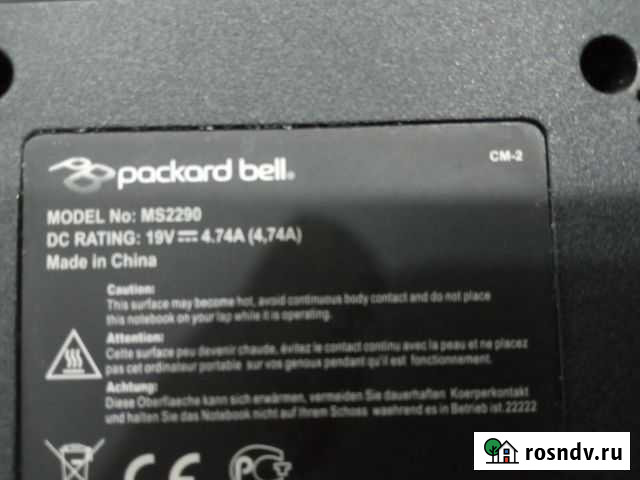 packard bell®
CM-2
MODEL No: MS2290
DC RATING: 19V⎓4.74A (4,74A)
Made in China
Caution:
This surface may become hot, avoid continuous body contact and do not place
this notebook on your lap while it is operating.
Attention:
Cette surface peu devenir chaude, évitez le contact continu avec la peau et ne placez
pas cet ordinateur portable sur vos genoux pendant qu'il est fonctionnement.
Achtung:
Diese Oberflaeche kann sich erwärmen, vermeiden Sie dauerhaften Koerperkontakt
und halten Sie das Notebook nicht auf Ihrem Schoss waehrend es in Betrieb ist.22222
CE
PC
rosndv.ru